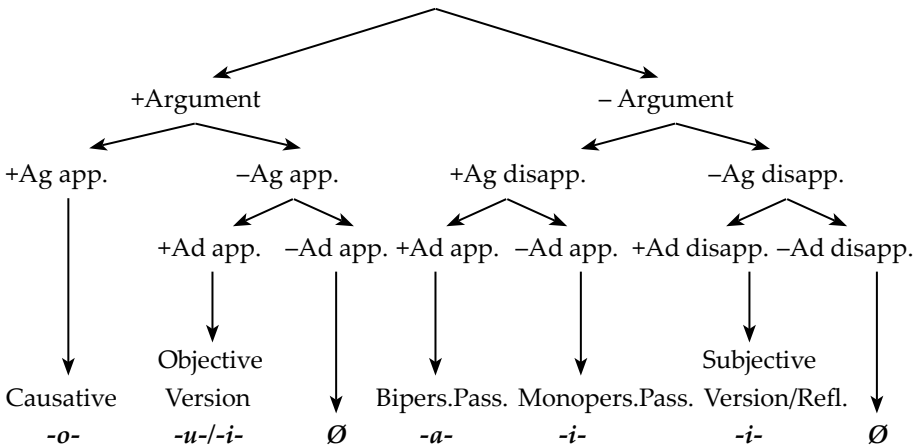 +Argument – Argument
+Ag app. –Ag app. +Ag disapp. –Ag disapp.
+Ad app. –Ad app. +Ad app. –Ad app. +Ad disapp. –Ad disapp.
Objective Subjective
Causative Version Bipers.Pass. Monopers.Pass. Version/Refl.
-o- -u-/-i- Ø -a- -i- -i- Ø